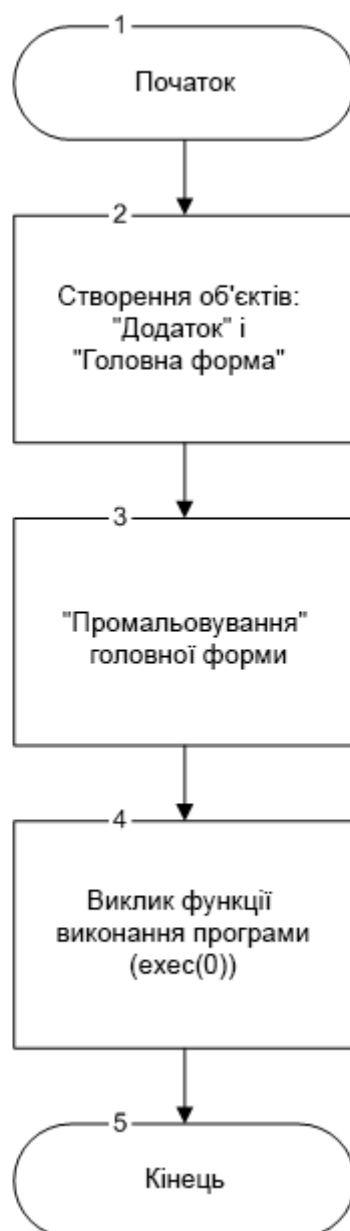 1
Початок
2
Створення об'єктів:
"Додаток" і
"Головна форма"
3
"Промальовування"
головної форми
4
Виклик функції
виконання програми
(exec(0))
5
Кінець